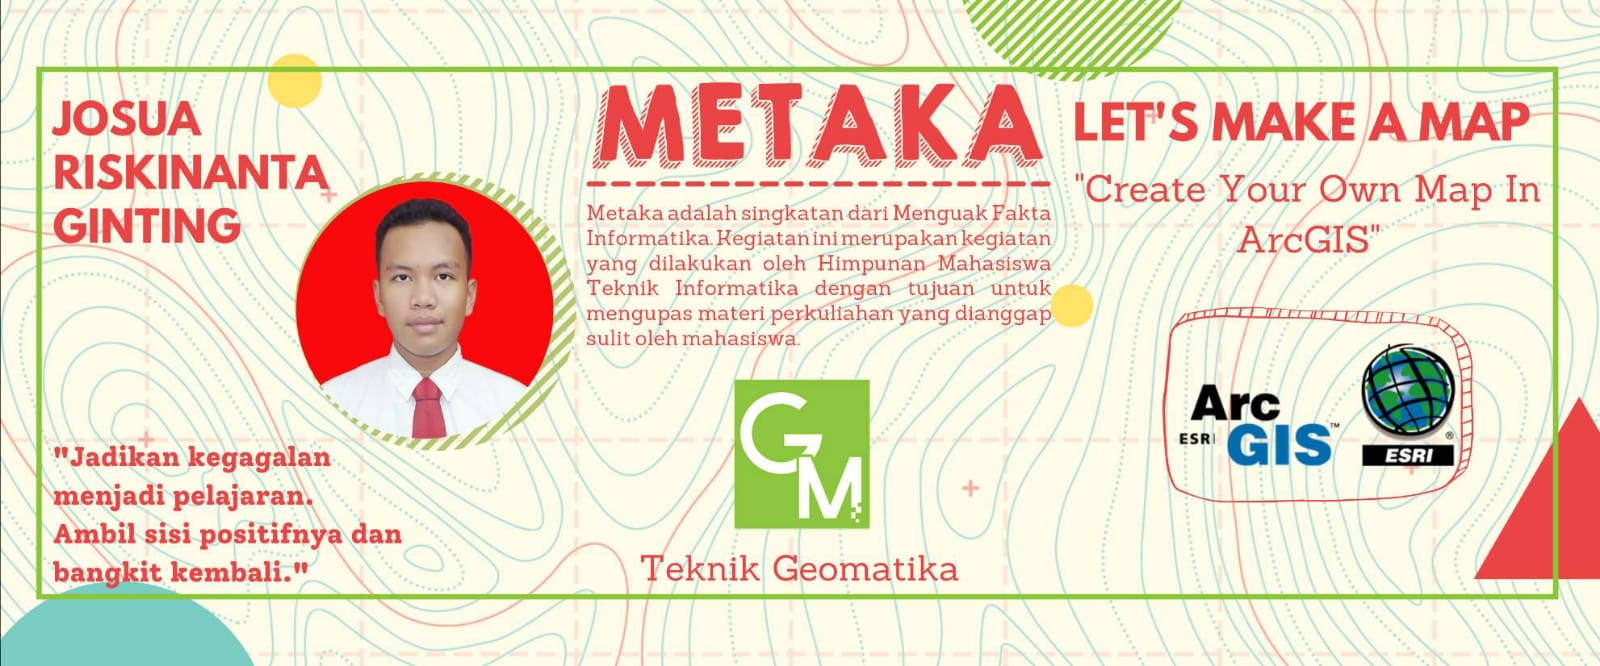 JOSUA
RISKINANTA
GINTING
"Jadikan kegagalan
menjadi pelajaran.
Ambil sisi positifnya dan
bangkit kembali."
METAKA
Metaka adalah singkatan dari Menguak Fakta
Informatika. Kegiatan ini merupakan kegiatan
yang dilakukan oleh Himpunan Mahasiswa
Teknik Informatika dengan tujuan untuk
mengupas materi perkuliahan yang dianggap
sulit oleh mahasiswa.
GM
Teknik Geomatika
LET'S MAKE A MAP
"Create Your Own Map In
ArcGIS"
Arc
ESRI GIS™
®
ESRI